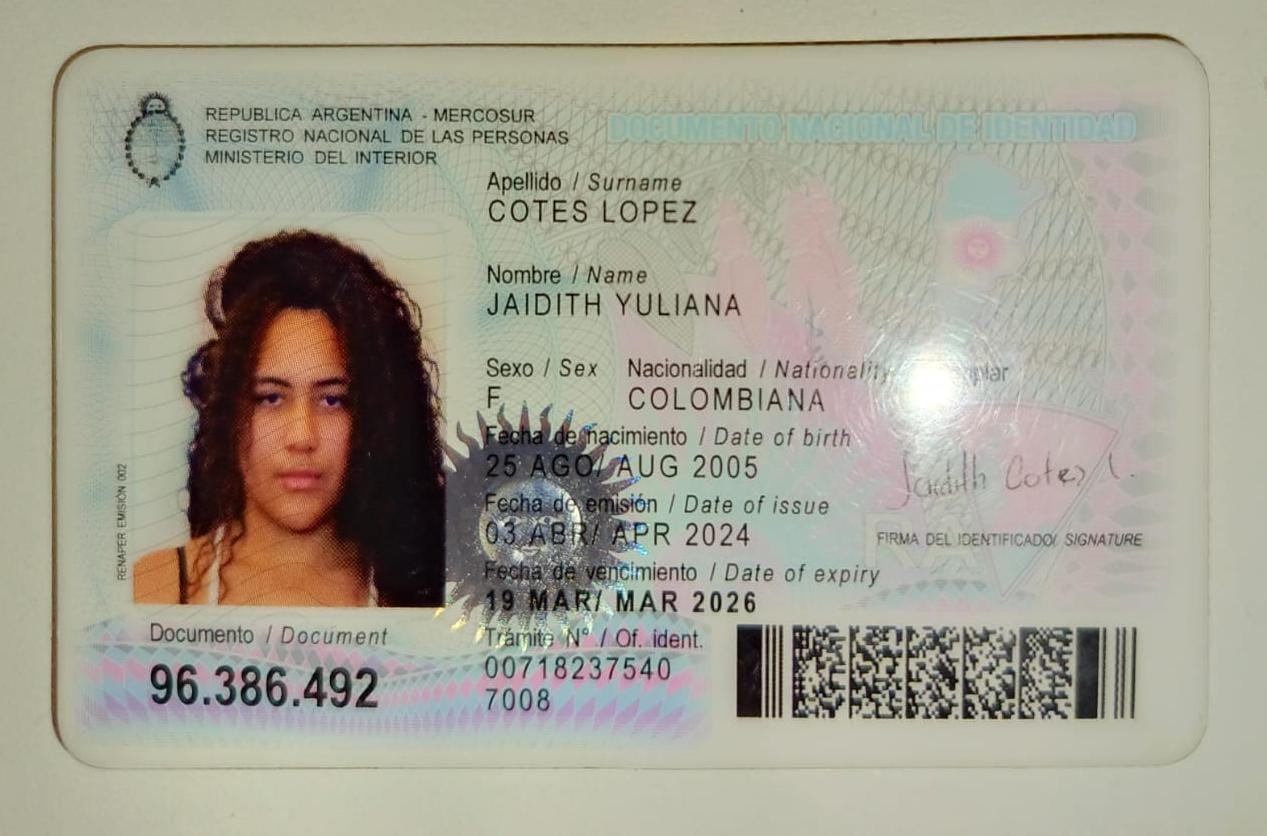 REPUBLICA ARGENTINA - MERCOSUR
REGISTRO NACIONAL DE LAS PERSONAS
MINISTERIO DEL INTERIOR
DOCUMENTO NACIONAL DE IDENTIDAD
Apellido / Surname
COTES LOPEZ
Nombre / Name
JAIDITH YULIANA
Sexo / Sex Nacionalidad / Nationality
F COLOMBIANA
Fecha de nacimiento / Date of birth
25 AGO/ AUG 2005
Fecha de emisión / Date of issue
03 ABR/ APR 2024
Fecha de vencimiento / Date of expiry
19 MAR/ MAR 2026
Jaidith Cotes L.
FIRMA DEL IDENTIFICADO/ SIGNATURE
RENAPER EMISIÓN 002
Documento / Document
96.386.492
Trámite N° / Of. ident.
00718237540
7008